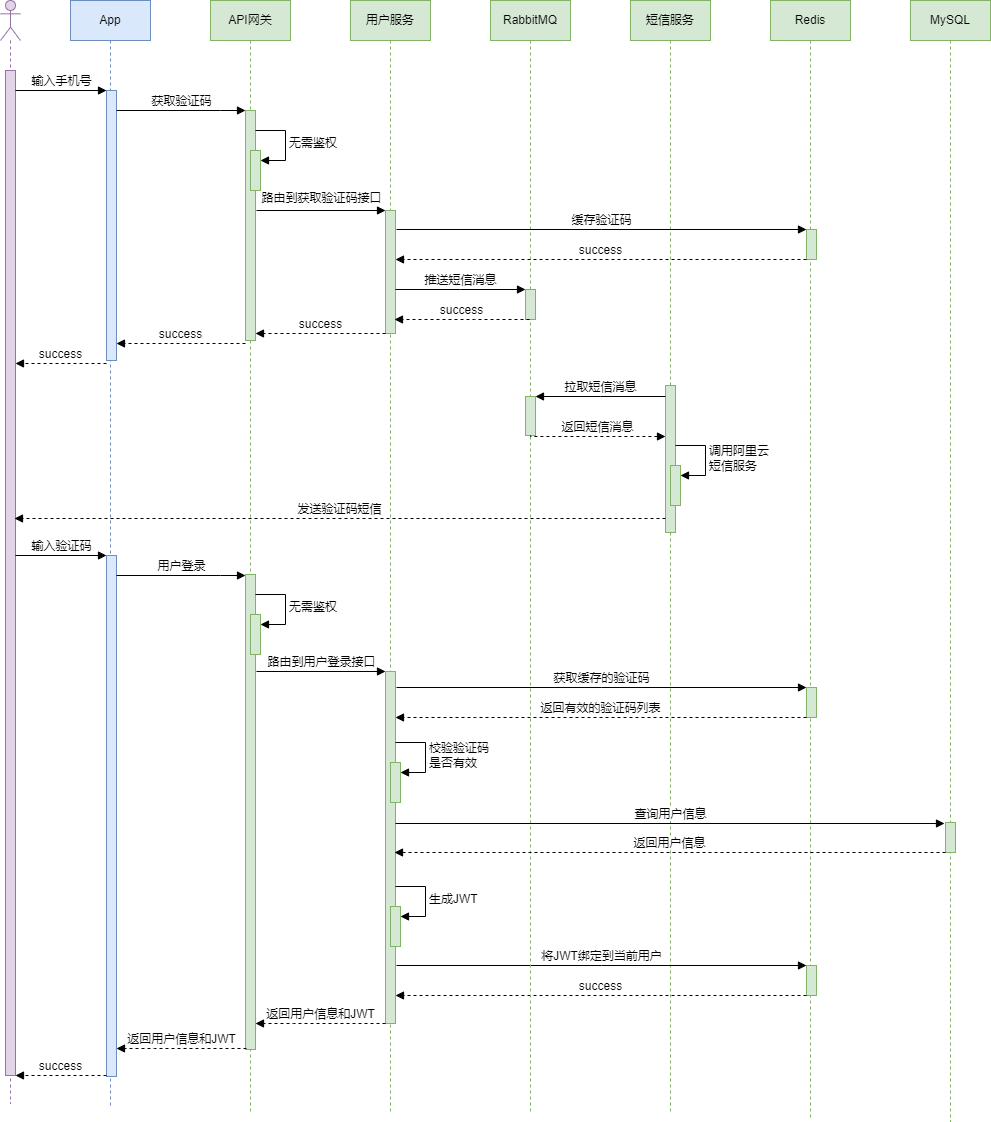 App
API网关
用户服务
RabbitMQ
短信服务
Redis
MySQL
输入手机号
获取验证码
无需鉴权
路由到获取验证码接口
缓存验证码
success
推送短信消息
success
success
success
success
拉取短信消息
返回短信消息
调用阿里云
短信服务
发送验证码短信
输入验证码
用户登录
无需鉴权
路由到用户登录接口
获取缓存的验证码
返回有效的验证码列表
校验验证码
是否有效
查询用户信息
返回用户信息
生成JWT
将JWT绑定到当前用户
success
返回用户信息和JWT
返回用户信息和JWT
success